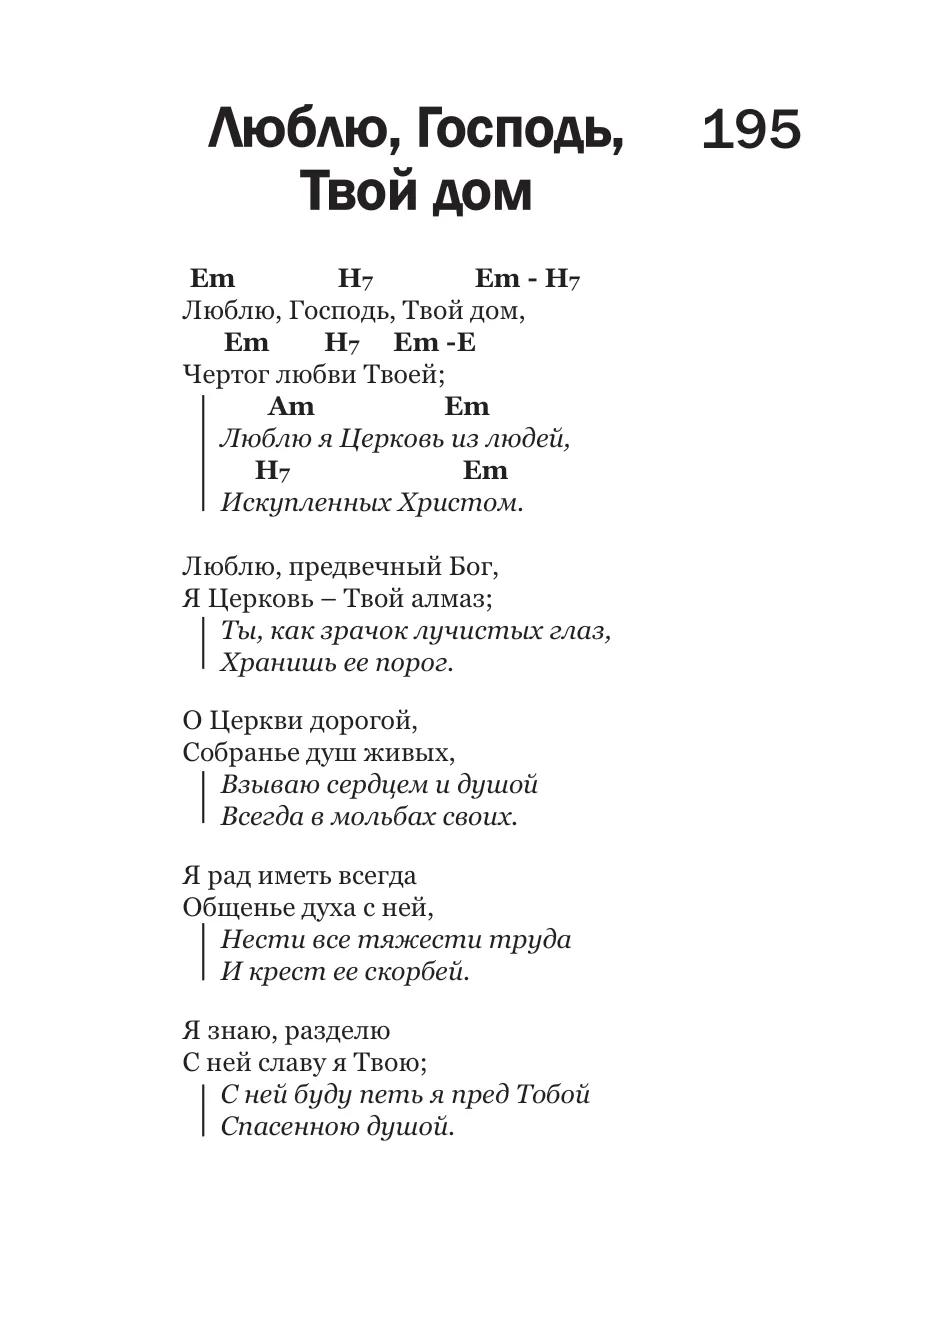 Люблю, Господь, 195
Твой дом
Em H7 Em - H7
Люблю, Господь, Твой дом,
Em H7 Em -E
Чертог любви Твоей;
Am Em
Люблю я Церковь из людей,
H7 Em
Искупленных Христом.
Люблю, предвечный Бог,
Я Церковь – Твой алмаз;
Ты, как зрачок лучистых глаз,
Хранишь ее порог.
О Церкви дорогой,
Собранье душ живых,
Взываю сердцем и душой
Всегда в мольбах своих.
Я рад иметь всегда
Общенье духа с ней,
Нести все тяжести труда
И крест ее скорбей.
Я знаю, разделю
С ней славу я Твою;
С ней буду петь я пред Тобой
Спасенною душой.